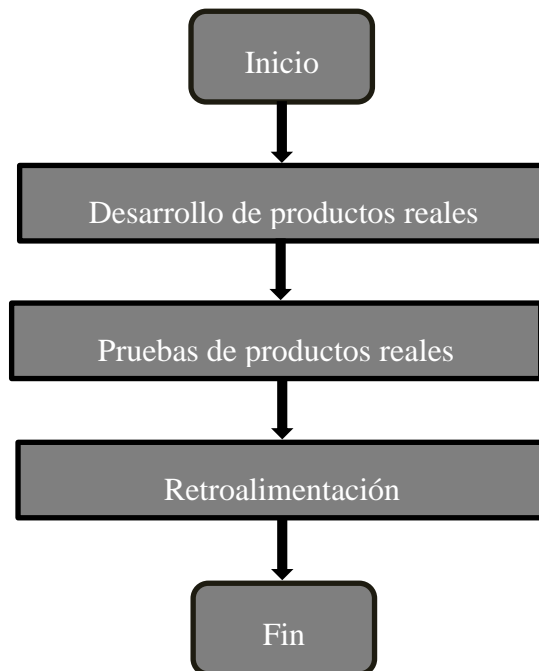 Inicio
Desarrollo de productos reales
Pruebas de productos reales
Retroalimentación
Fin